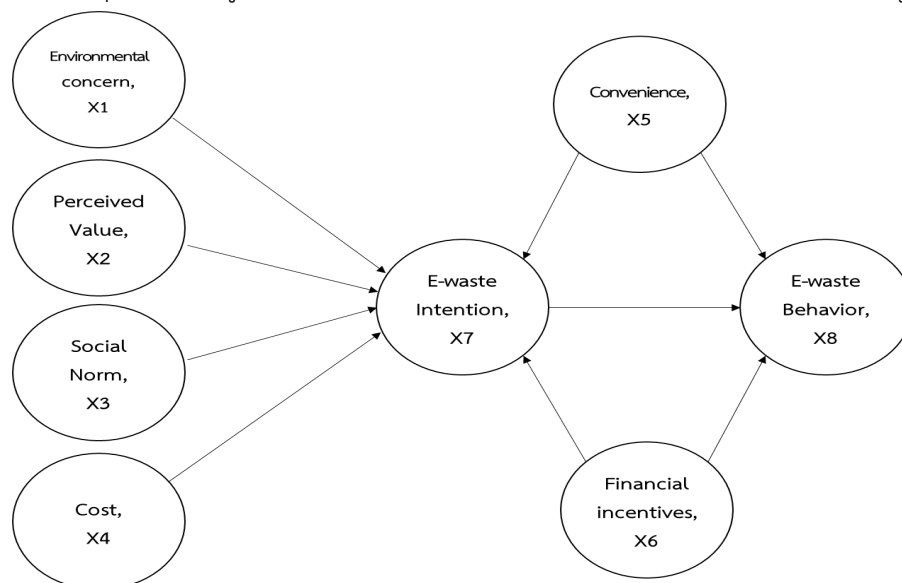 Environmental
concern,
X1
Perceived
Value,
X2
Social
Norm,
X3
Cost,
X4
E-waste
Intention,
X7
Convenience,
X5
Financial
incentives,
X6
E-waste
Behavior,
X8